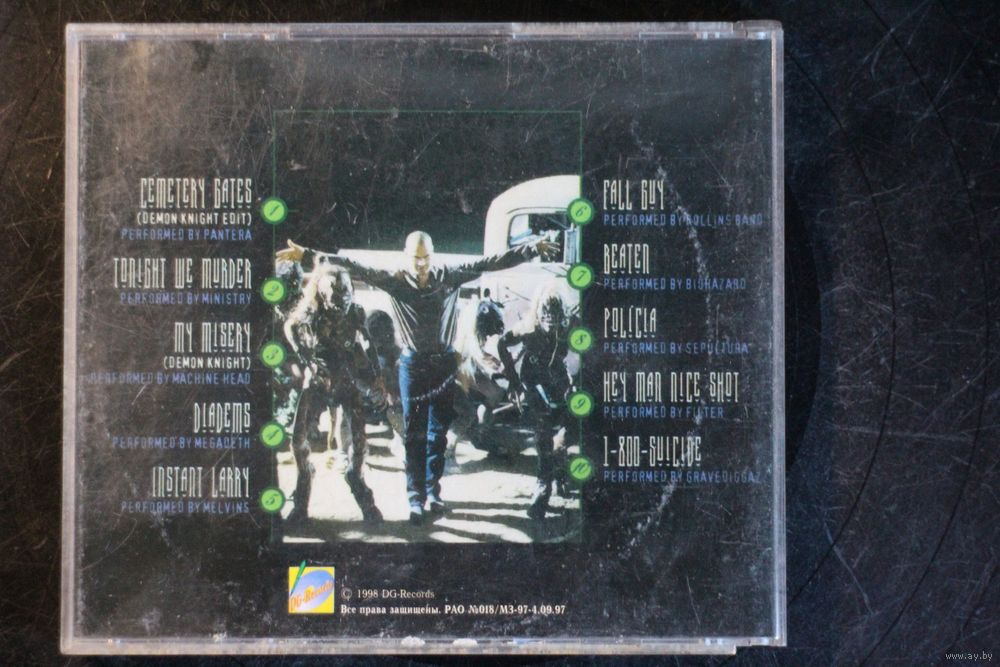 CEMETERY GATES
(DEMON KNIGHT EDIT)
PERFORMED BY PANTERA
1
TONIGHT WE MURDER
PERFORMED BY MINISTRY
2
MY MISERY
(DEMON KNIGHT)
PERFORMED BY MACHINE HEAD
3
DIADEMS
PERFORMED BY MEGADETH
4
INSTANT LARRY
PERFORMED BY MELVINS
5
6
FALL GUY
PERFORMED BY ROLLINS BAND
7
BEATEN
PERFORMED BY BIOHAZARD
8
POLÍCIA
PERFORMED BY SEPULTURA
9
HEY MAN NICE SHOT
PERFORMED BY FILTER
10
1-800-SUICIDE
PERFORMED BY GRAVEDIGGAZ
DG-Records
© 1998 DG-Records
Все права защищены. РАО №018/МЗ-97-4.09.97
www.ay.by